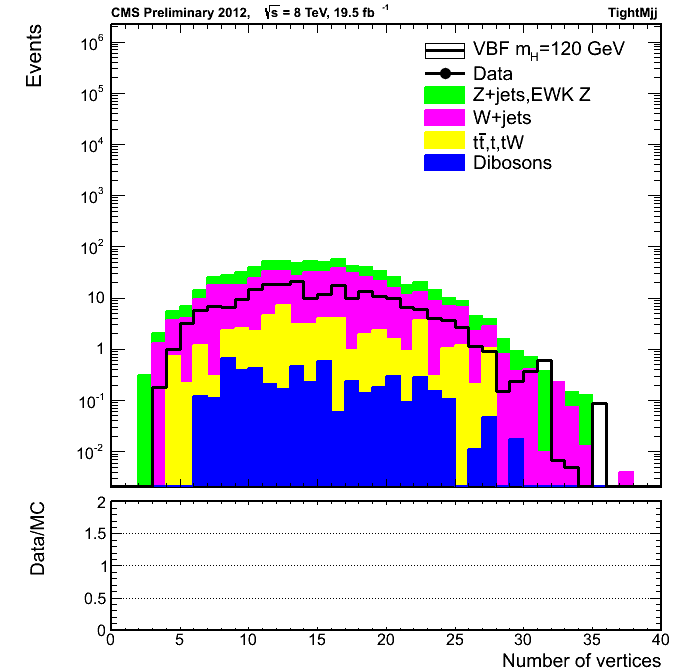 CMS Preliminary 2012, √s = 8 TeV, 19.5 fb⁻¹ TightMjj
Events
10⁶
10⁵
10⁴
10³
10²
10
1
10⁻¹
10⁻²
VBF m_H=120 GeV
Data
Z+jets,EWK Z
W+jets
tt̄,t,tW
Dibosons
Data/MC
2
1.5
1
0.5
0
0 5 10 15 20 25 30 35 40
Number of vertices